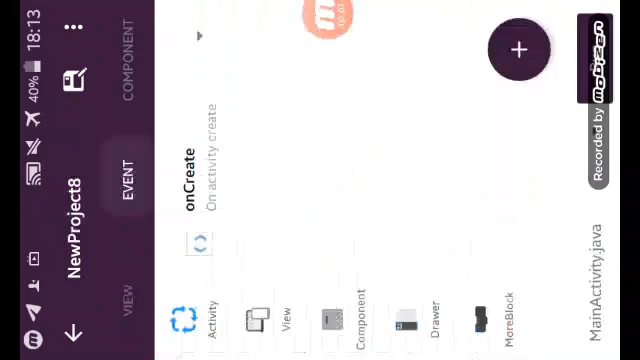 18:13
40%
NewProject8
VIEW
EVENT
COMPONENT
Activity
onCreate
On activity create
View
Component
Drawer
MoreBlock
MainActivity.java
Recorded by MOBIZEN